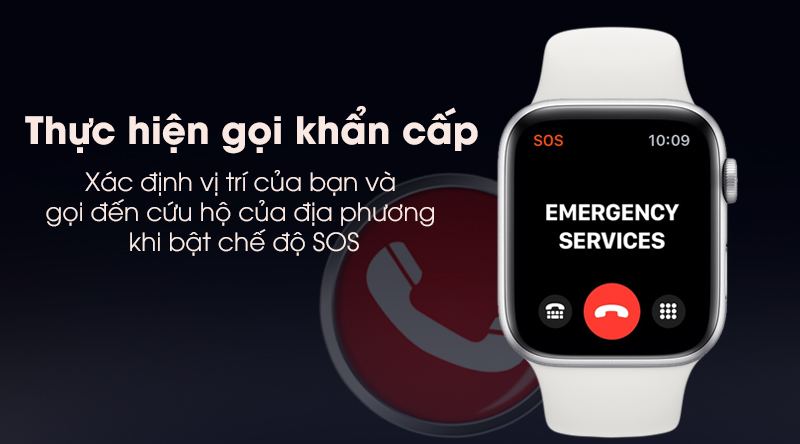 Thực hiện gọi khẩn cấp
Xác định vị trí của bạn và
gọi đến cứu hộ của địa phương
khi bật chế độ SOS
SOS 10:09
EMERGENCY
SERVICES